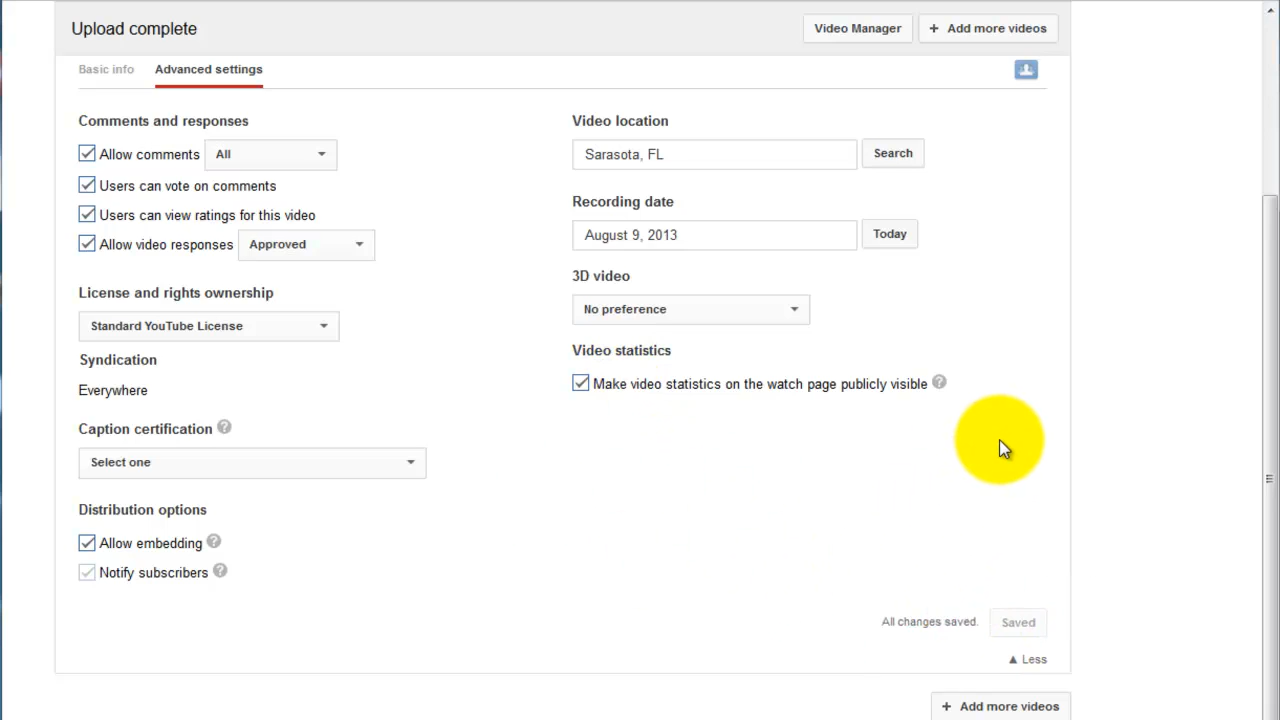 Upload complete
Video Manager
+ Add more videos
Basic info
Advanced settings
Comments and responses
Allow comments All
Users can vote on comments
Users can view ratings for this video
Allow video responses Approved
License and rights ownership
Standard YouTube License
Syndication
Everywhere
Caption certification ?
Select one
Distribution options
Allow embedding ?
Notify subscribers ?
Video location
Sarasota, FL Search
Recording date
August 9, 2013 Today
3D video
No preference
Video statistics
Make video statistics on the watch page publicly visible ?
All changes saved. Saved
▲ Less
+ Add more videos